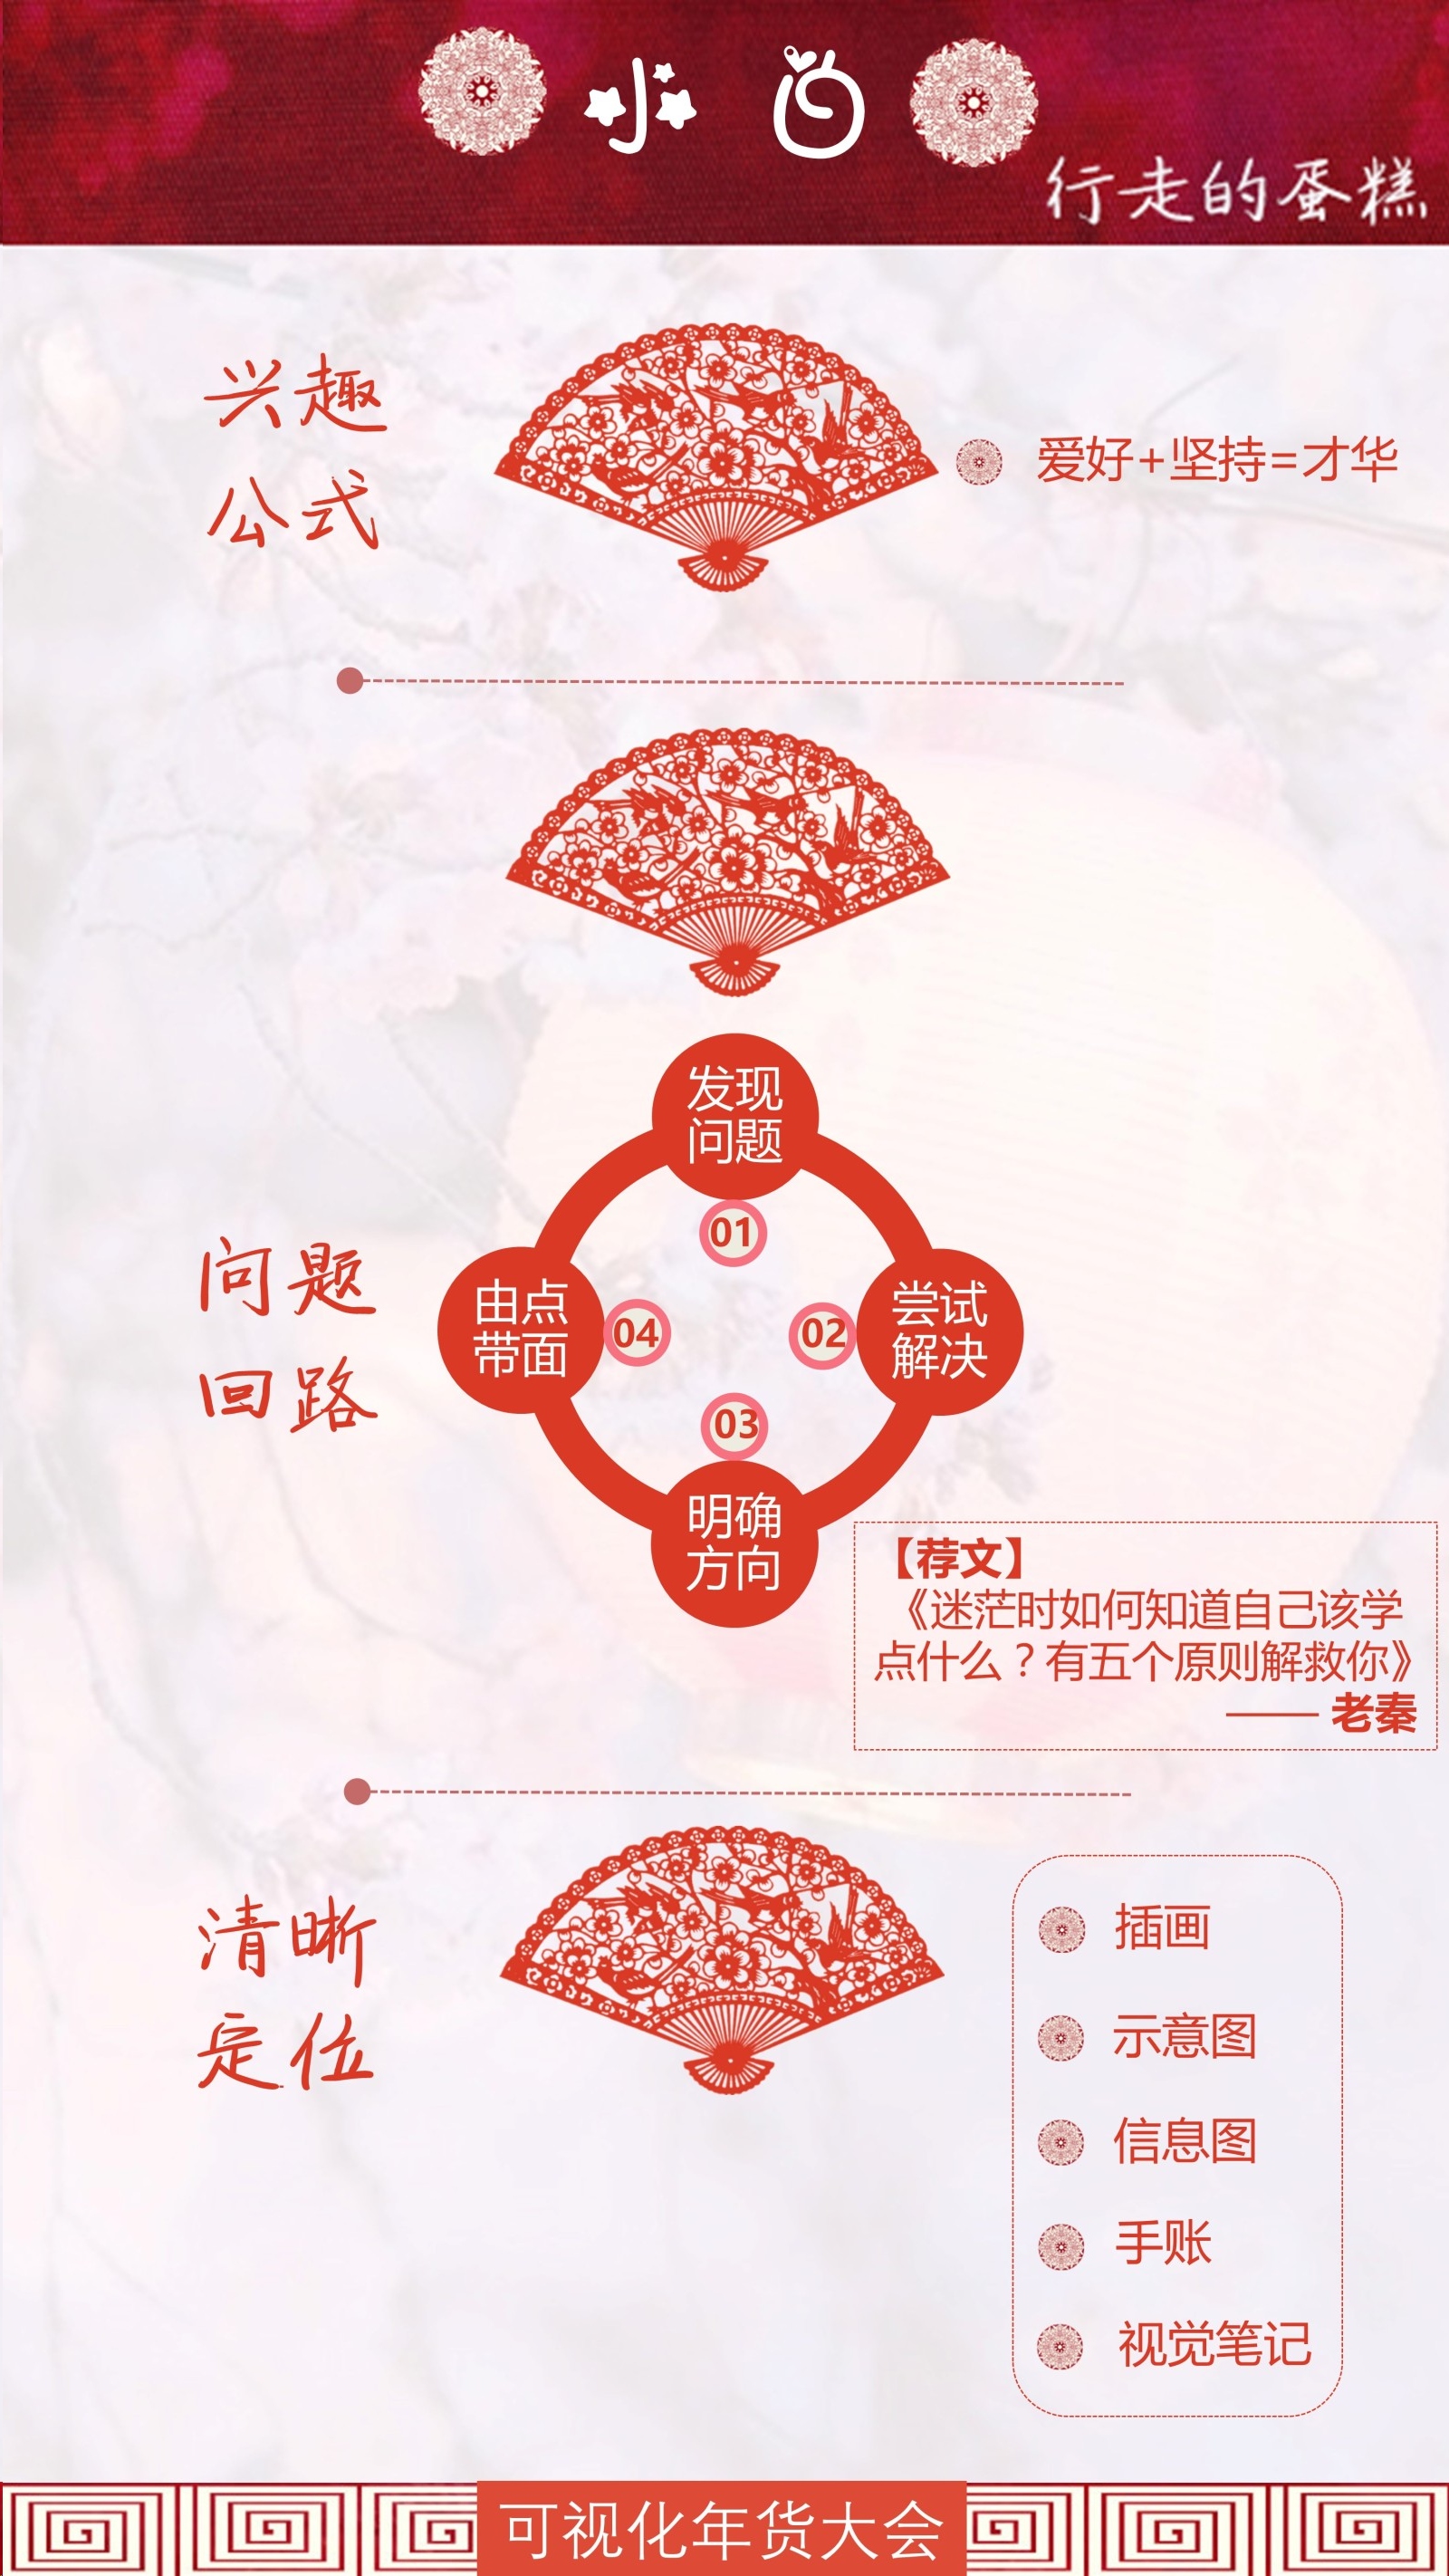 小白
行走的蛋糕
兴趣
公式
爱好+坚持=才华
发现
问题
01
问题
回路
由点
带面
04
02
尝试
解决
03
明确
方向
【荐文】
《迷茫时如何知道自己该学
点什么？有五个原则解救你》
—— 老秦
清晰
定位
插画
示意图
信息图
手账
视觉笔记
可视化年货大会